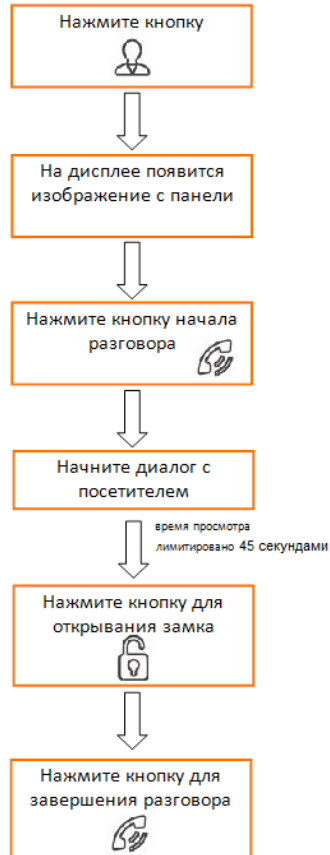 Нажмите кнопку
На дисплее появится
изображение с панели
Нажмите кнопку начала
разговора
Начните диалог с
посетителем
время просмотра
лимитировано 45 секундами
Нажмите кнопку для
открывания замка
Нажмите кнопку для
завершения разговора